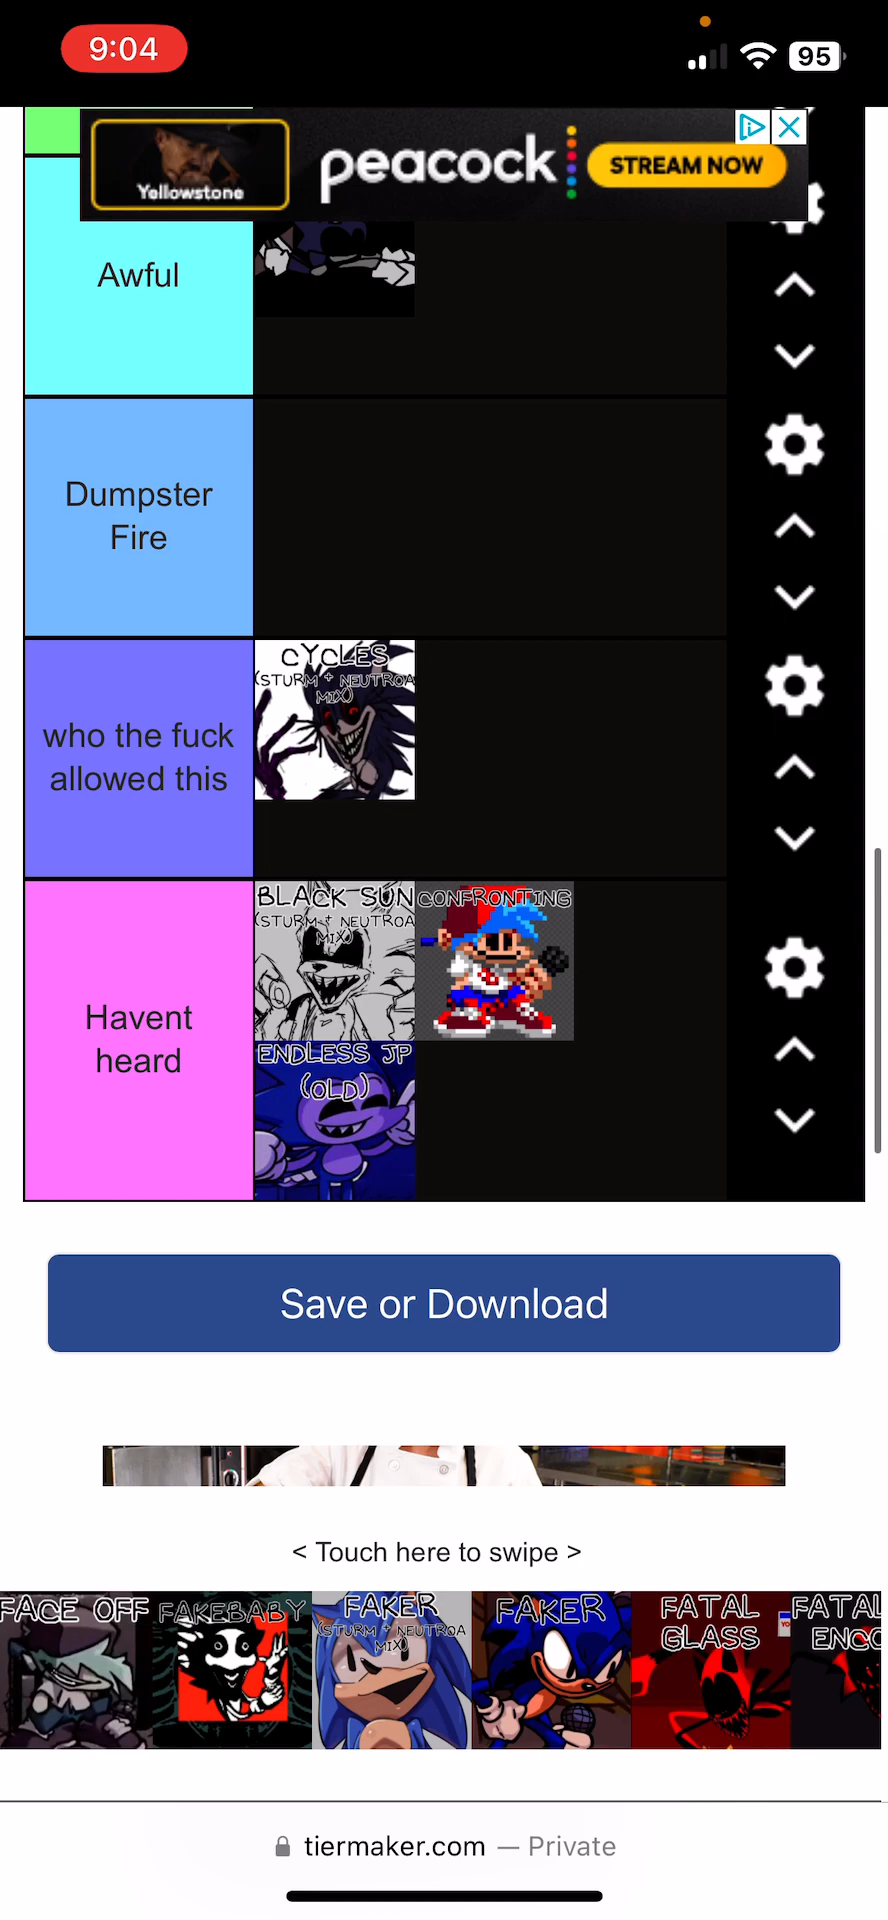 9:04
95
Yellowstone
peacock
STREAM NOW
Awful
Dumpster
Fire
CYCLES
(STURM + NEUTROA
MIX)
who the fuck
allowed this
BLACK SUN
(STURM + NEUTROA
MIX)
CONFRONTING
Havent
heard
ENDLESS JP
(OLD)
Save or Download
< Touch here to swipe >
FACE OFF
FAKEBABY
FAKER
(STURM + NEUTROA
MIX)
FAKER
FATAL
GLASS
FATAL
ENCO
tiermaker.com — Private